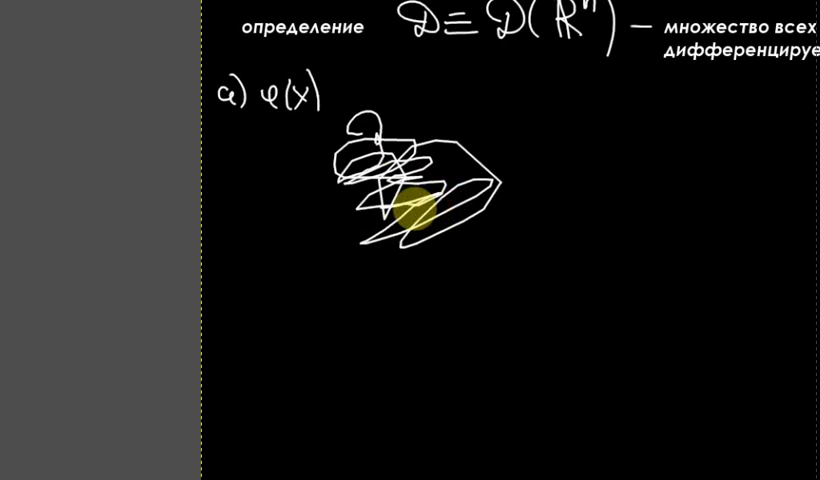 определение 𝒟 ≡ 𝒟(ℝⁿ) — множество всех
дифференцируе
а) φ(x)